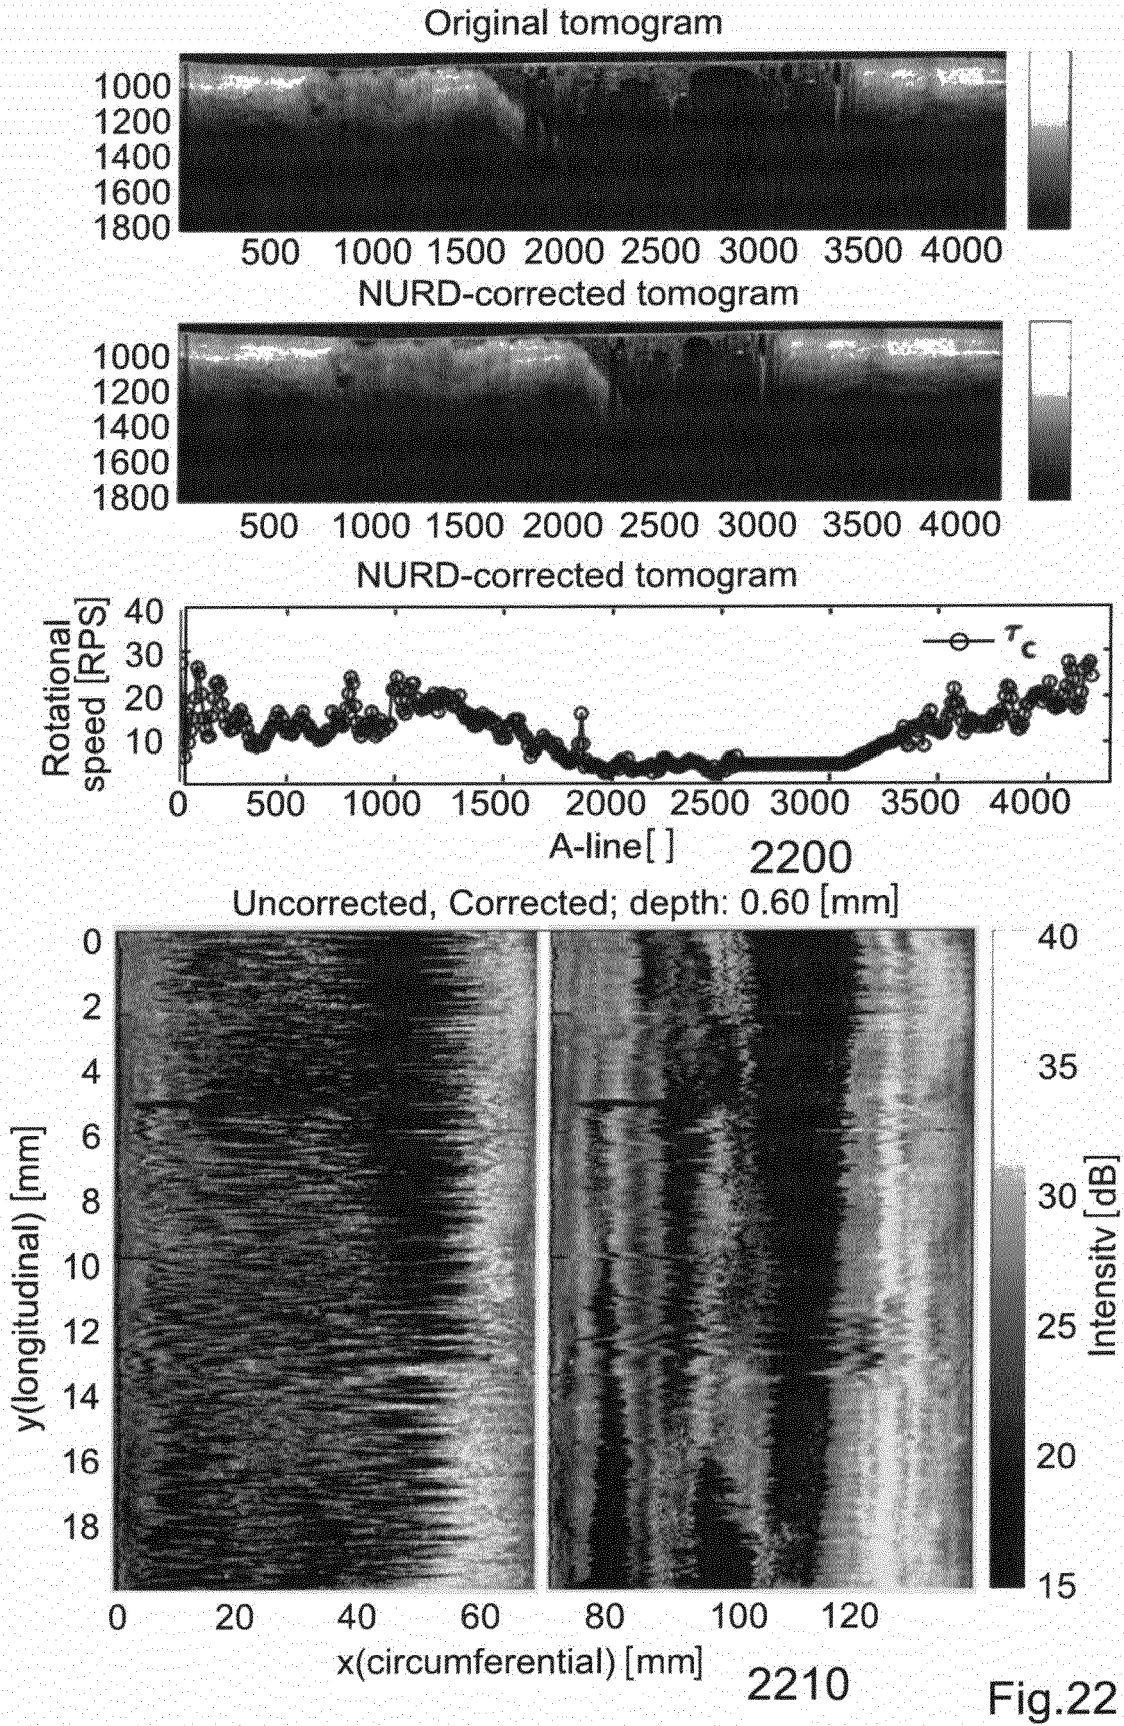 Original tomogram
1000
1200
1400
1600
1800
500 1000 1500 2000 2500 3000 3500 4000
NURD-corrected tomogram
1000
1200
1400
1600
1800
500 1000 1500 2000 2500 3000 3500 4000
NURD-corrected tomogram
Rotational
speed [RPS]
40
30
20
10
τc
0 500 1000 1500 2000 2500 3000 3500 4000
A-line[ ]
2200
Uncorrected, Corrected; depth: 0.60 [mm]
y(longitudinal) [mm]
0
2
4
6
8
10
12
14
16
18
40
35
30
25
20
15
Intensitv [dB]
0 20 40 60 80 100 120
x(circumferential) [mm]
2210
Fig.22